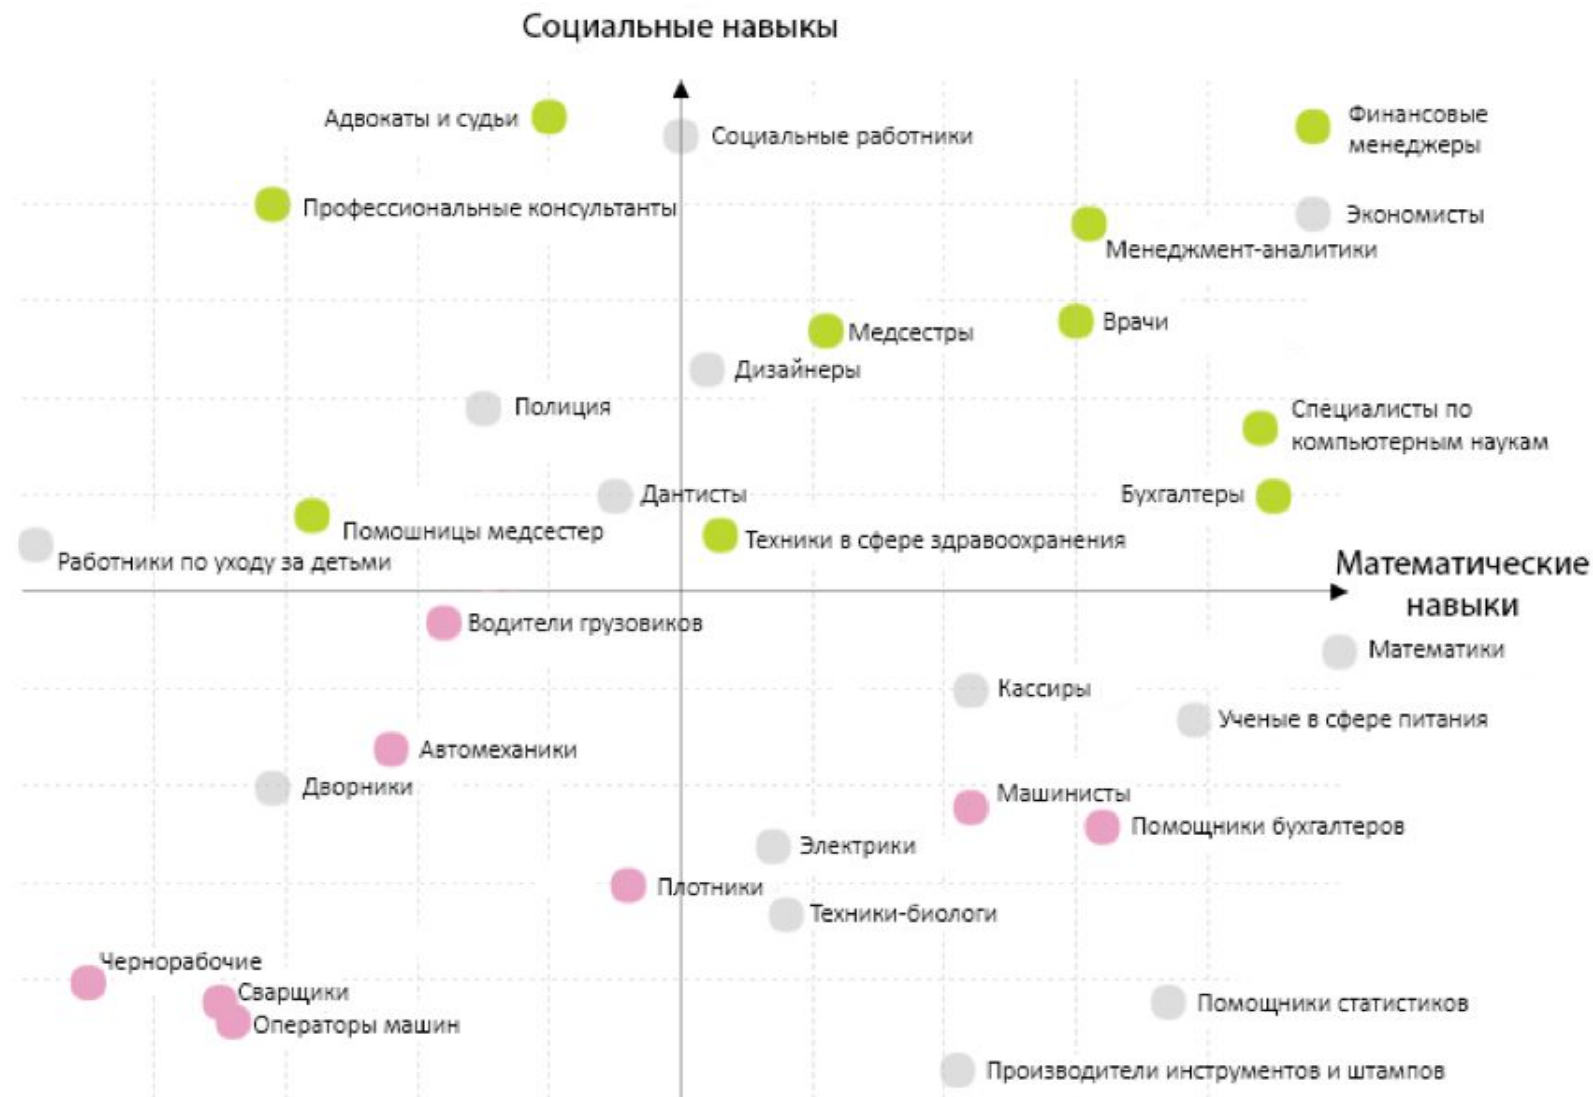 Социальные навыки
Адвокаты и судьи
Социальные работники
Финансовые
менеджеры
Профессиональные консультанты
Экономисты
Менеджмент-аналитики
Медсестры
Врачи
Дизайнеры
Полиция
Специалисты по
компьютерным наукам
Дантисты
Бухгалтеры
Помошницы медсестер
Техники в сфере здравоохранения
Работники по уходу за детьми
Математические
навыки
Водители грузовиков
Математики
Кассиры
Ученые в сфере питания
Автомеханики
Дворники
Машинисты
Помощники бухгалтеров
Электрики
Плотники
Техники-биологи
Чернорабочие
Сварщики
Операторы машин
Помощники статистиков
Производители инструментов и штампов